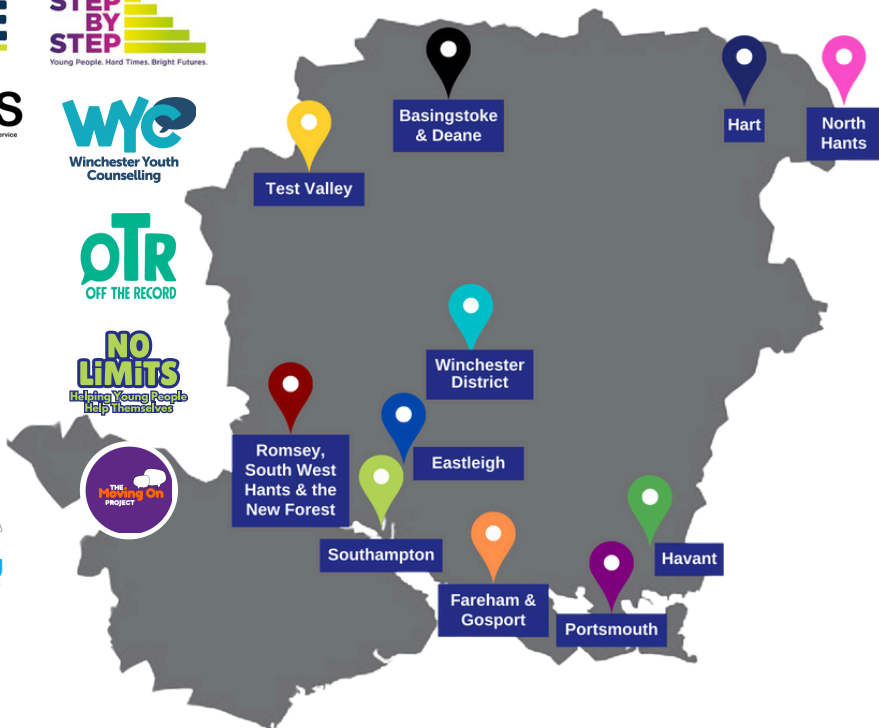 STEP
BY
STEP
Young People. Hard Times. Bright Futures.
S
ervice
WYC
Winchester Youth
Counselling
OTR
OFF THE RECORD
NO
LiMiTS
Helping Young People
Help Themselves
THE
Moving On
PROJECT
Basingstoke
& Deane
Hart
North
Hants
Test Valley
Winchester
District
Romsey,
South West
Hants & the
New Forest
Eastleigh
Southampton
Havant
Fareham &
Gosport
Portsmouth